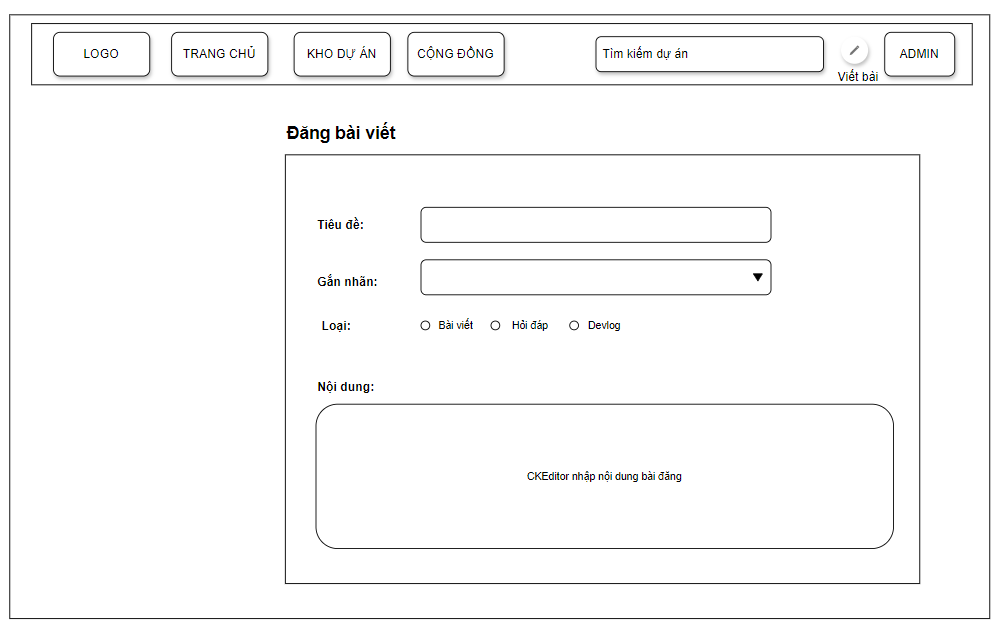 LOGO
TRANG CHỦ
KHO DỰ ÁN
CỘNG ĐỒNG
Tìm kiếm dự án
Viết bài
ADMIN
Đăng bài viết
Tiêu đề:
Gắn nhãn:
Loại:
Bài viết
Hỏi đáp
Devlog
Nội dung:
CKEditor nhập nội dung bài đăng